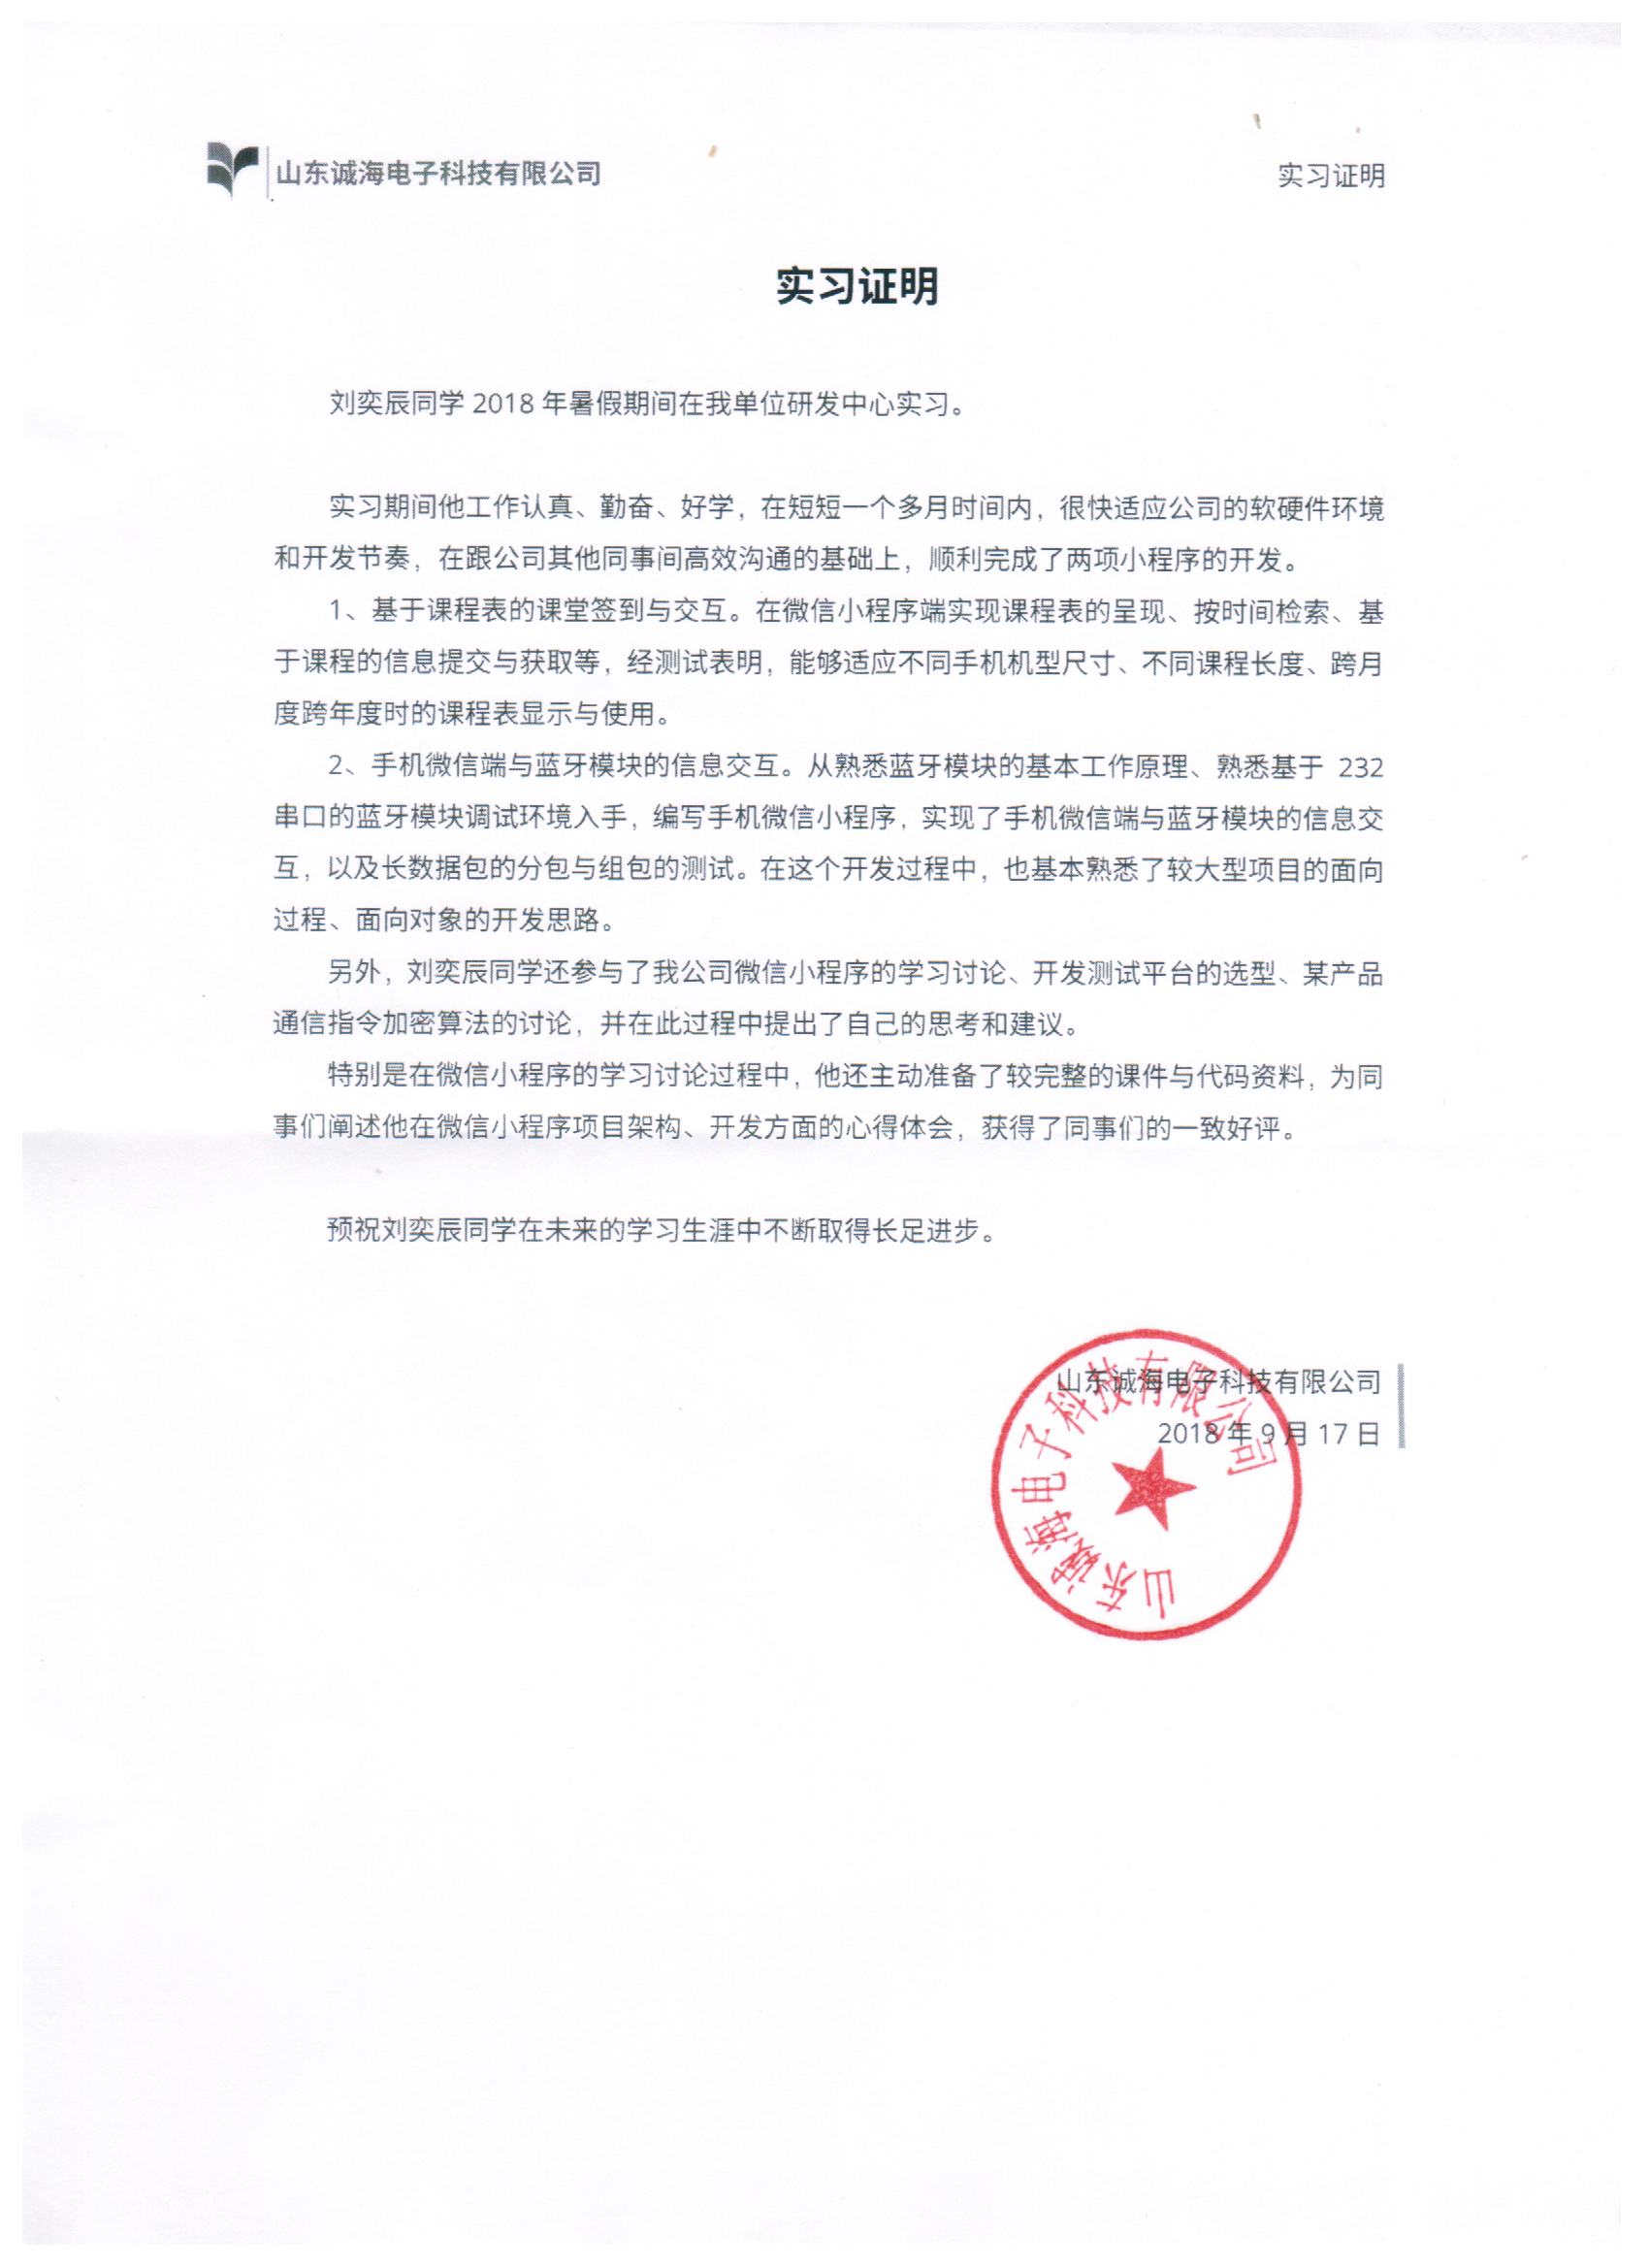 山东诚海电子科技有限公司
实习证明
实习证明
刘奕辰同学 2018 年暑假期间在我单位研发中心实习。
实习期间他工作认真、勤奋、好学，在短短一个多月时间内，很快适应公司的软硬件环境
和开发节奏，在跟公司其他同事间高效沟通的基础上，顺利完成了两项小程序的开发。
1、基于课程表的课堂签到与交互。在微信小程序端实现课程表的呈现、按时间检索、基
于课程的信息提交与获取等，经测试表明，能够适应不同手机机型尺寸、不同课程长度、跨月
度跨年度时的课程表显示与使用。
2、手机微信端与蓝牙模块的信息交互。从熟悉蓝牙模块的基本工作原理、熟悉基于 232
串口的蓝牙模块调试环境入手，编写手机微信小程序，实现了手机微信端与蓝牙模块的信息交
互，以及长数据包的分包与组包的测试。在这个开发过程中，也基本熟悉了较大型项目的面向
过程、面向对象的开发思路。
另外，刘奕辰同学还参与了我公司微信小程序的学习讨论、开发测试平台的选型、某产品
通信指令加密算法的讨论，并在此过程中提出了自己的思考和建议。
特别是在微信小程序的学习讨论过程中，他还主动准备了较完整的课件与代码资料，为同
事们阐述他在微信小程序项目架构、开发方面的心得体会，获得了同事们的一致好评。
预祝刘奕辰同学在未来的学习生涯中不断取得长足进步。
山东诚海电子科技有限公司
2018 年 9 月 17 日
山东诚海电子科技有限公司